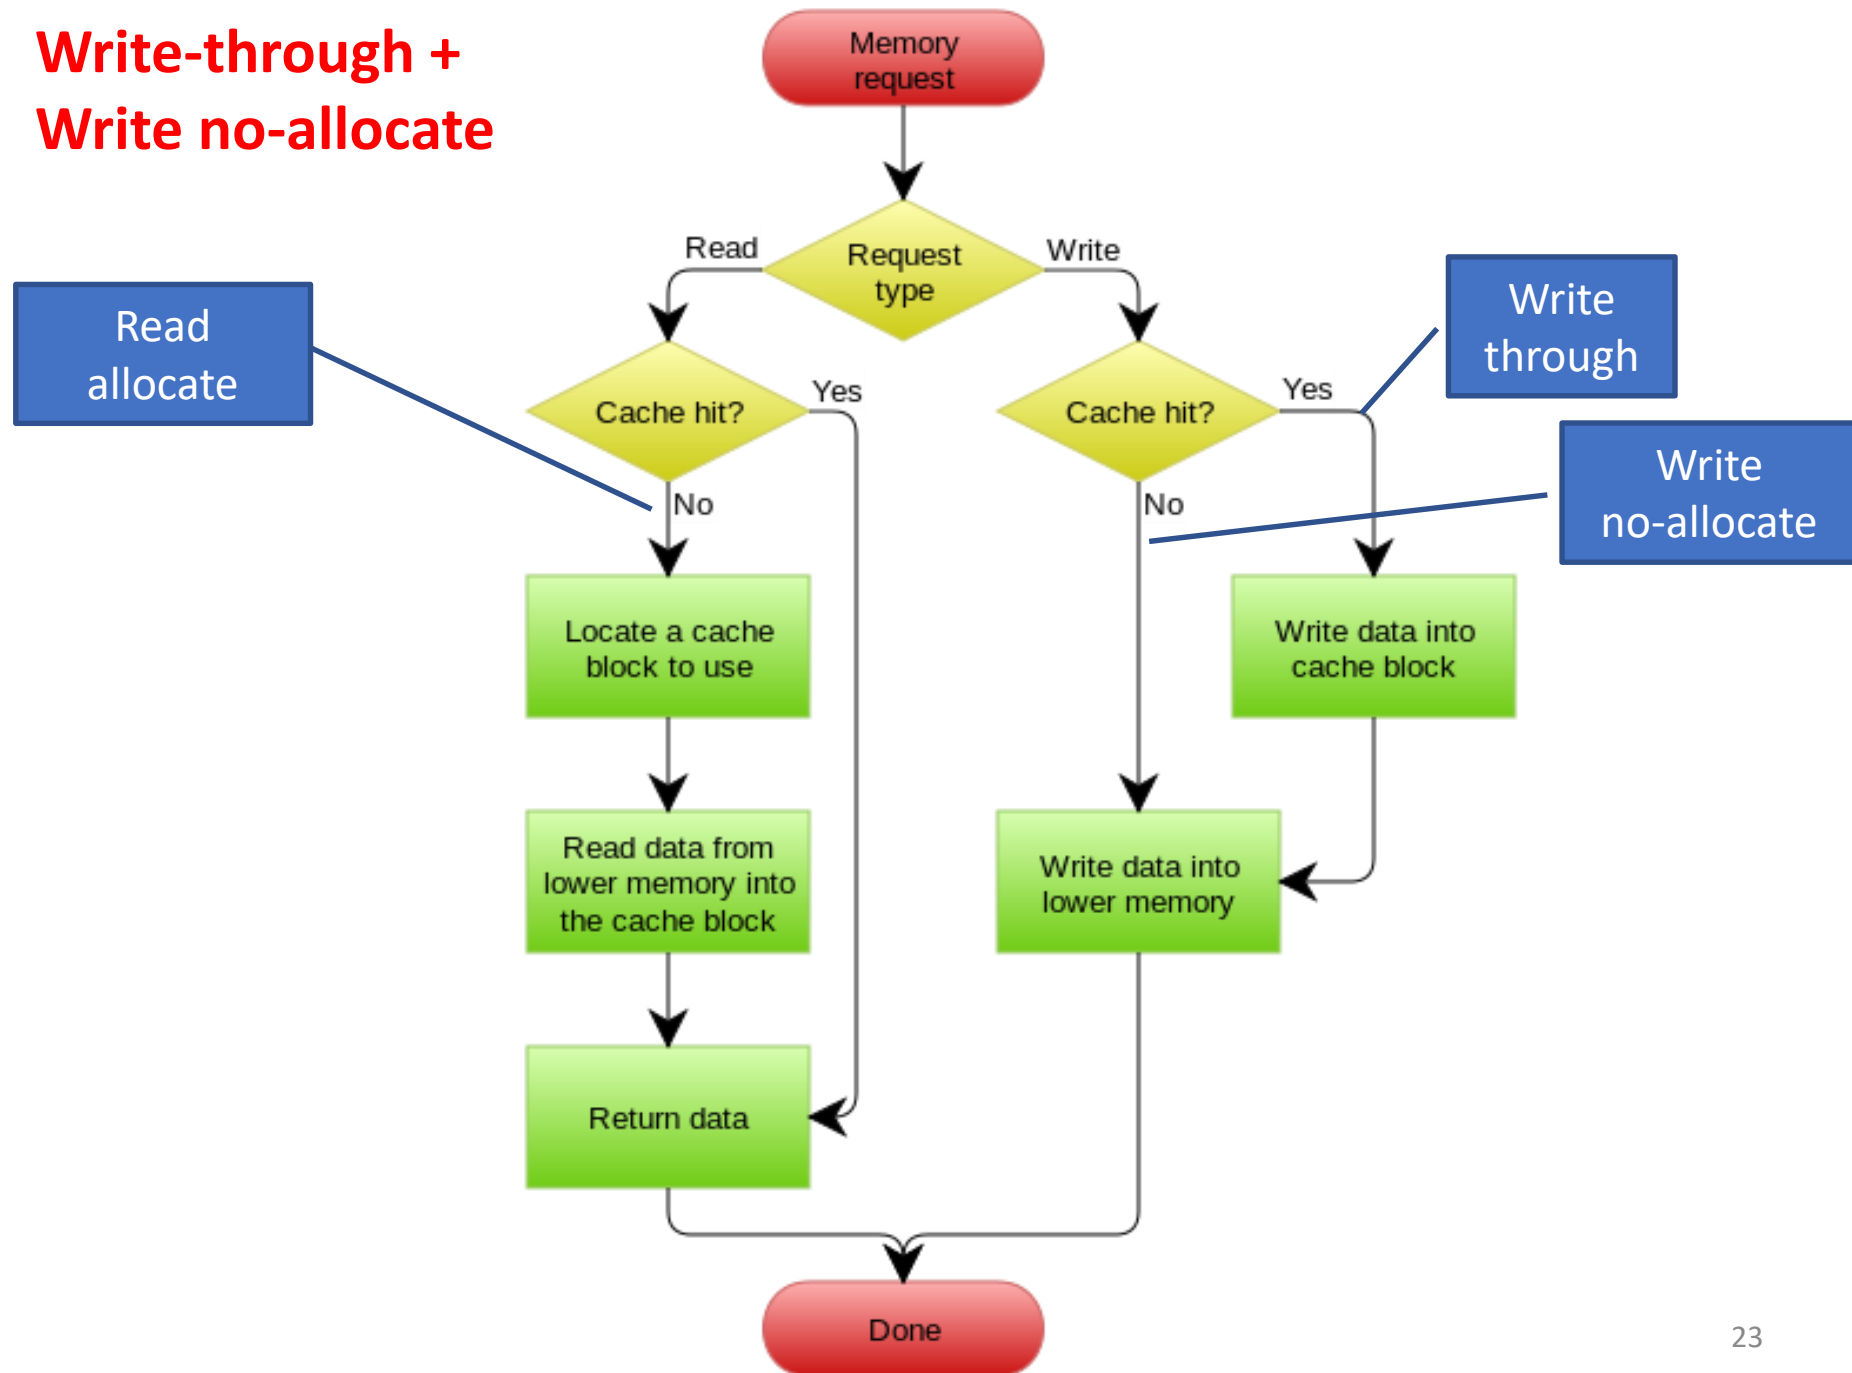 Write-through +
Write no-allocate
Memory
request
Request
type
Read
Write
Read
allocate
Write
through
Cache hit?
Yes
Cache hit?
Yes
Write
no-allocate
No
No
Locate a cache
block to use
Write data into
cache block
Read data from
lower memory into
the cache block
Write data into
lower memory
Return data
Done
23